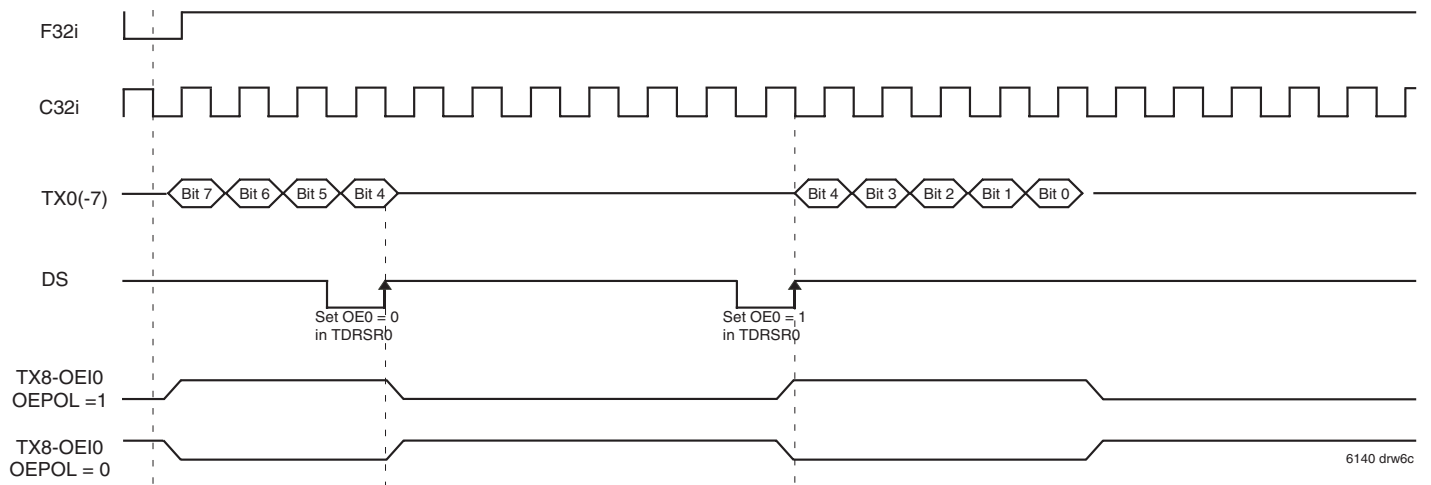 F32i
C32i
TX0(-7)
Bit 7
Bit 6
Bit 5
Bit 4
Bit 4
Bit 3
Bit 2
Bit 1
Bit 0
DS
Set OE0 = 0
in TDRSR0
Set OE0 = 1
in TDRSR0
TX8-OEI0
OEPOL =1
TX8-OEI0
OEPOL = 0
6140 drw6c